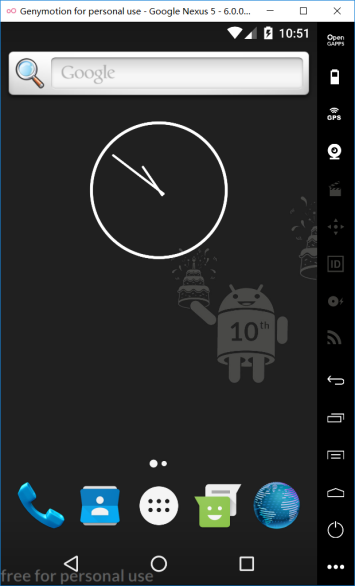 Genymotion for personal use - Google Nexus 5 - 6.0.0...
10:51
Open
GAPPS
Google
GPS
ID
10th
free for personal use